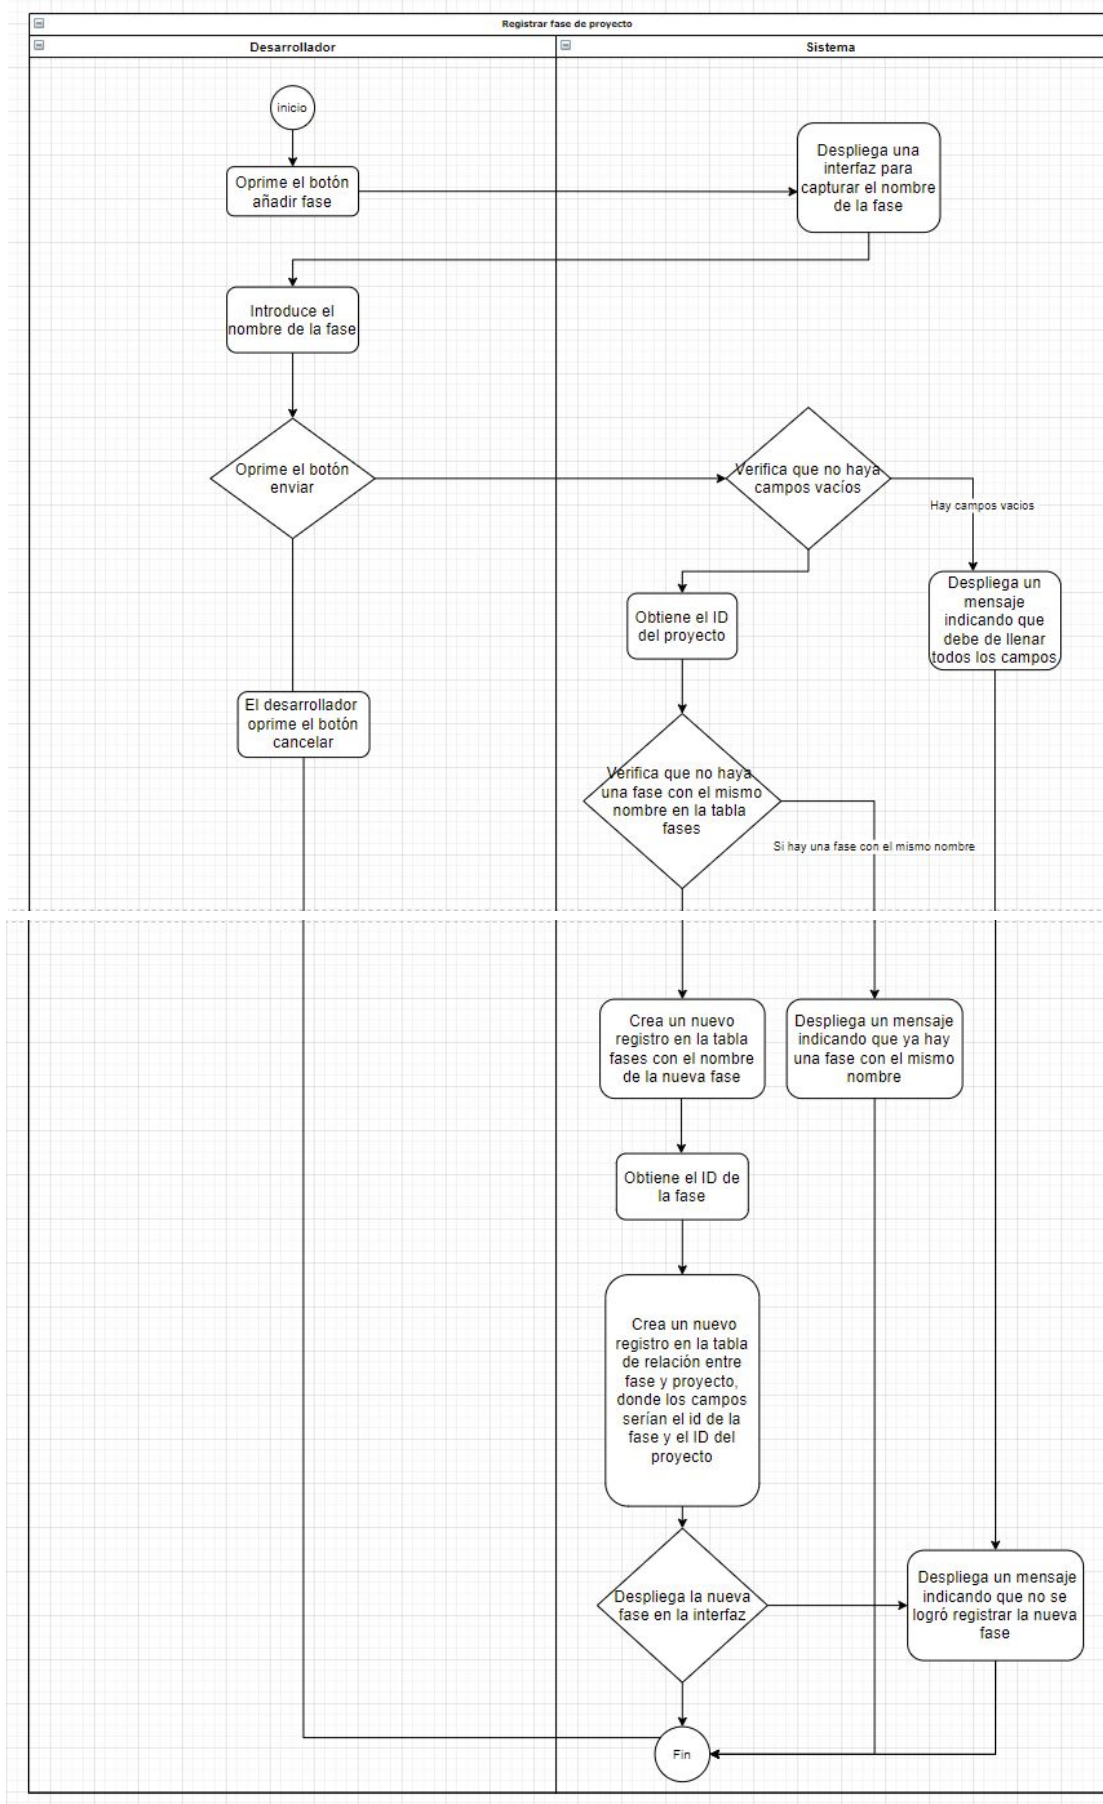 Registrar fase de proyecto
Desarrollador
Sistema
inicio
Oprime el botón
añadir fase
Despliega una
interfaz para
capturar el nombre
de la fase
Introduce el
nombre de la fase
Oprime el botón
enviar
Verifica que no haya
campos vacíos
Hay campos vacios
Obtiene el ID
del proyecto
Despliega un
mensaje
indicando que
debe de llenar
todos los campos
El desarrollador
oprime el botón
cancelar
Verifica que no haya
una fase con el mismo
nombre en la tabla
fases
Si hay una fase con el mismo nombre
Crea un nuevo
registro en la tabla
fases con el nombre
de la nueva fase
Despliega un mensaje
indicando que ya hay
una fase con el mismo
nombre
Obtiene el ID de
la fase
Crea un nuevo
registro en la tabla
de relación entre
fase y proyecto,
donde los campos
serían el id de la
fase y el ID del
proyecto
Despliega la nueva
fase en la interfaz
Despliega un mensaje
indicando que no se
logró registrar la nueva
fase
Fin